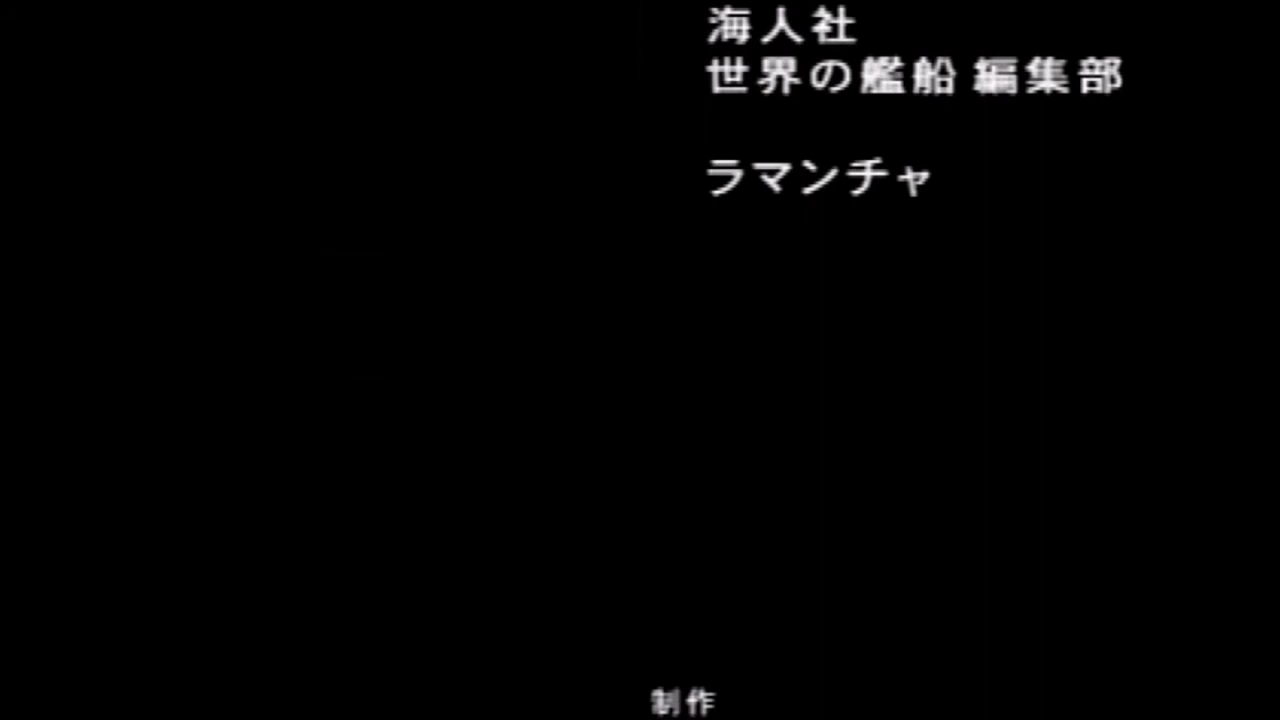 海人社
世界の艦船 編集部
ラマンチャ
制作